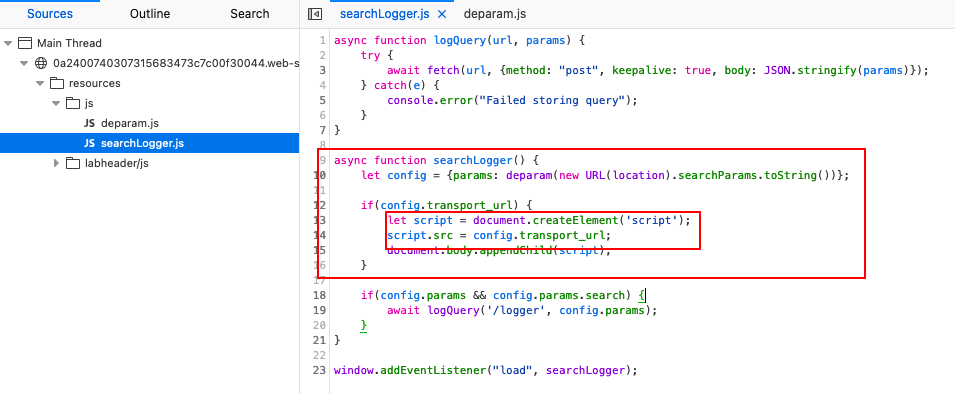 Sources Outline Search searchLogger.js × deparam.js
Main Thread
0a2400740307315683473c7c00f30044.web-s
resources
js
JS deparam.js
JS searchLogger.js
labheader/js
1 async function logQuery(url, params) {
2 try {
3 await fetch(url, {method: "post", keepalive: true, body: JSON.stringify(params)});
4 } catch(e) {
5 console.error("Failed storing query");
6 }
7 }
8
9 async function searchLogger() {
10 let config = {params: deparam(new URL(location).searchParams.toString())};
11
12 if(config.transport_url) {
13 let script = document.createElement('script');
14 script.src = config.transport_url;
15 document.body.appendChild(script);
16 }
17
18 if(config.params && config.params.search) {
19 await logQuery('/logger', config.params);
20 }
21 }
22
23 window.addEventListener("load", searchLogger);